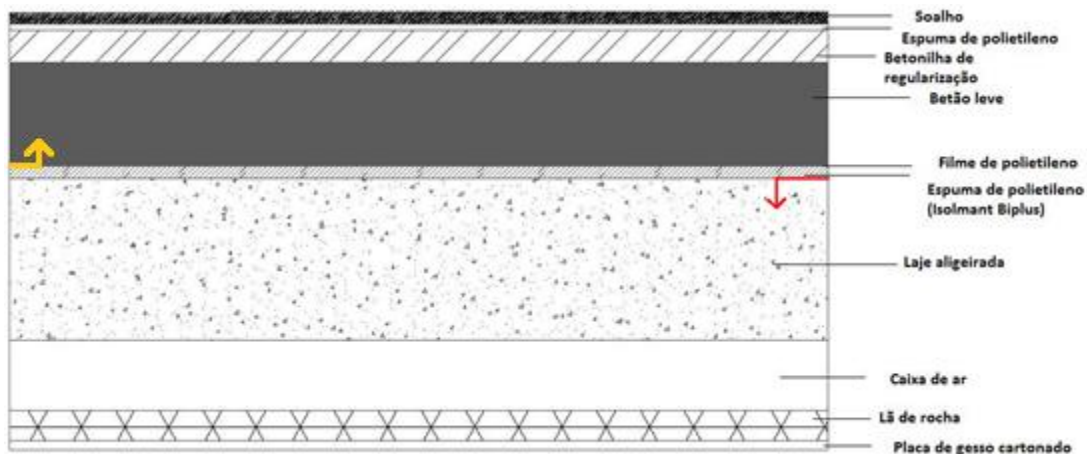 Soalho
Espuma de polietileno
Betonilha de
regularização
Betão leve
Filme de polietileno
Espuma de polietileno
(Isolmant Biplus)
Laje aligeirada
Caixa de ar
Lã de rocha
Placa de gesso cartonado